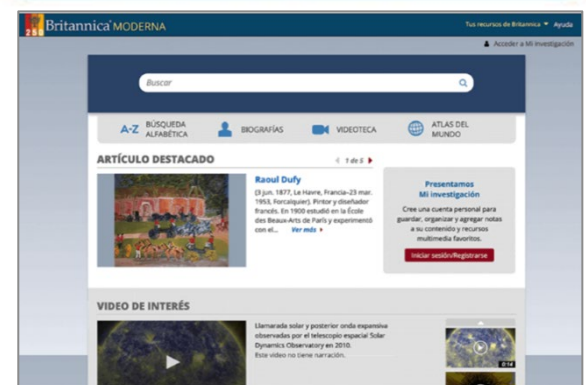 250 Britannica MODERNA
Tus recursos de Britannica Ayuda
Acceder a Mi Investigación
Buscar
A-Z BÚSQUEDA
ALFABÉTICA
BIOGRAFÍAS
VIDEOTECA
ATLAS DEL
MUNDO
ARTÍCULO DESTACADO
1 de 5
Raoul Dufy
(3 jun. 1877, Le Havre, Francia–23 mar.
1953, Forcalquier). Pintor y diseñador
francés. En 1900 estudió en la École
des Beaux-Arts de París y experimentó
con el... Ver más
Presentamos
Mi investigación
Cree una cuenta personal para
guardar, organizar y agregar notas
a su contenido y recursos
multimedia favoritos.
Iniciar sesión/Registrarse
VIDEO DE INTERÉS
Llamarada solar y posterior onda expansiva
observadas por el telescopio espacial Solar
Dynamics Observatory en 2010.
Este video no tiene narración.
0:14